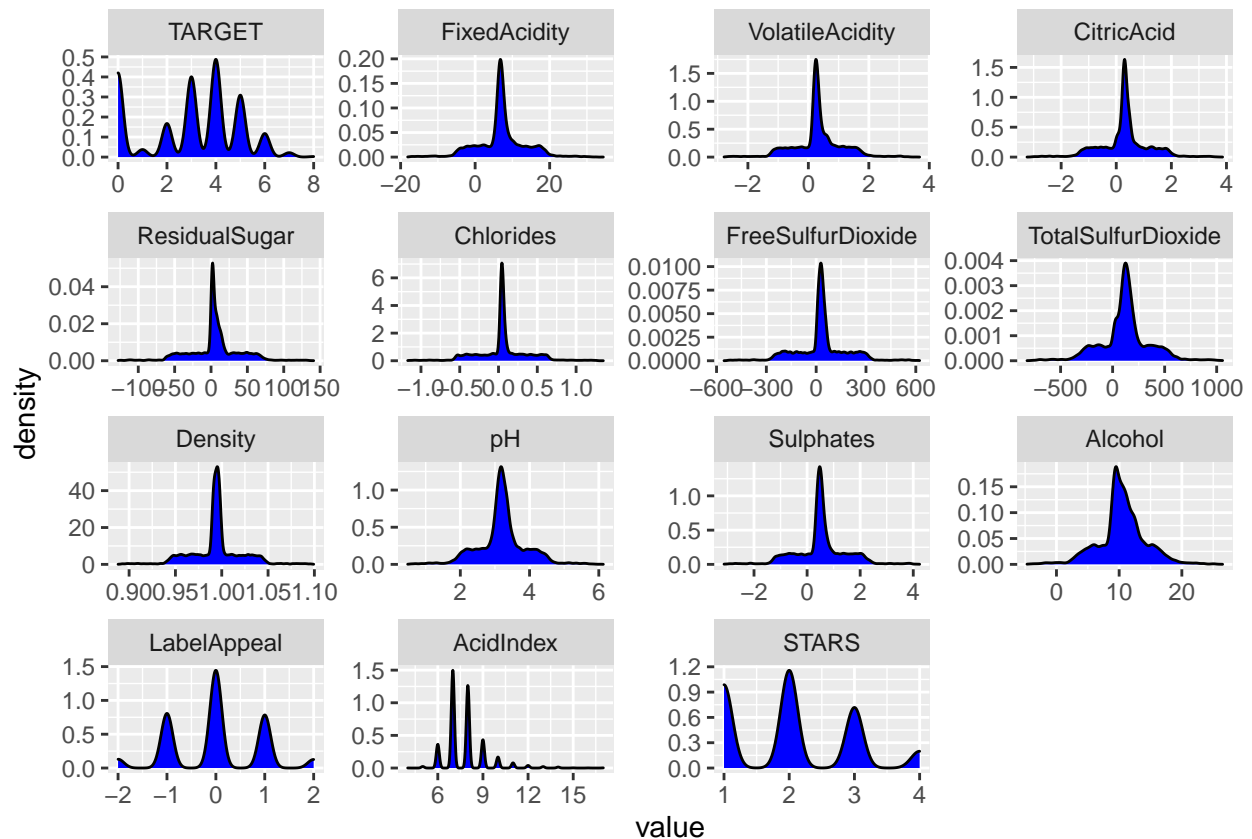 TARGET
FixedAcidity
VolatileAcidity
CitricAcid
0.5
0.4
0.3
0.2
0.1
0.0
0.20
0.15
0.10
0.05
0.00
1.5
1.0
0.5
0.0
1.5
1.0
0.5
0.0
0 2 4 6 8
−20 0 20
−2 0 2 4
−2 0 2 4
ResidualSugar
Chlorides
FreeSulfurDioxide
TotalSulfurDioxide
0.04
0.02
0.00
6
4
2
0
0.0100
0.0075
0.0050
0.0025
0.0000
0.004
0.003
0.002
0.001
0.000
−100 −50 0 50 100 150
−1.0 −0.5 0.0 0.5 1.0
−600 −300 0 300 600
−500 0 500 1000
density
Density
pH
Sulphates
Alcohol
40
20
0
1.0
0.5
0.0
1.0
0.5
0.0
0.15
0.10
0.05
0.00
0.90 0.95 1.00 1.05 1.10
2 4 6
−2 0 2 4
0 10 20
LabelAppeal
AcidIndex
STARS
1.5
1.0
0.5
0.0
1.5
1.0
0.5
0.0
1.2
0.9
0.6
0.3
0.0
−2 −1 0 1 2
6 9 12 15
1 2 3 4
value